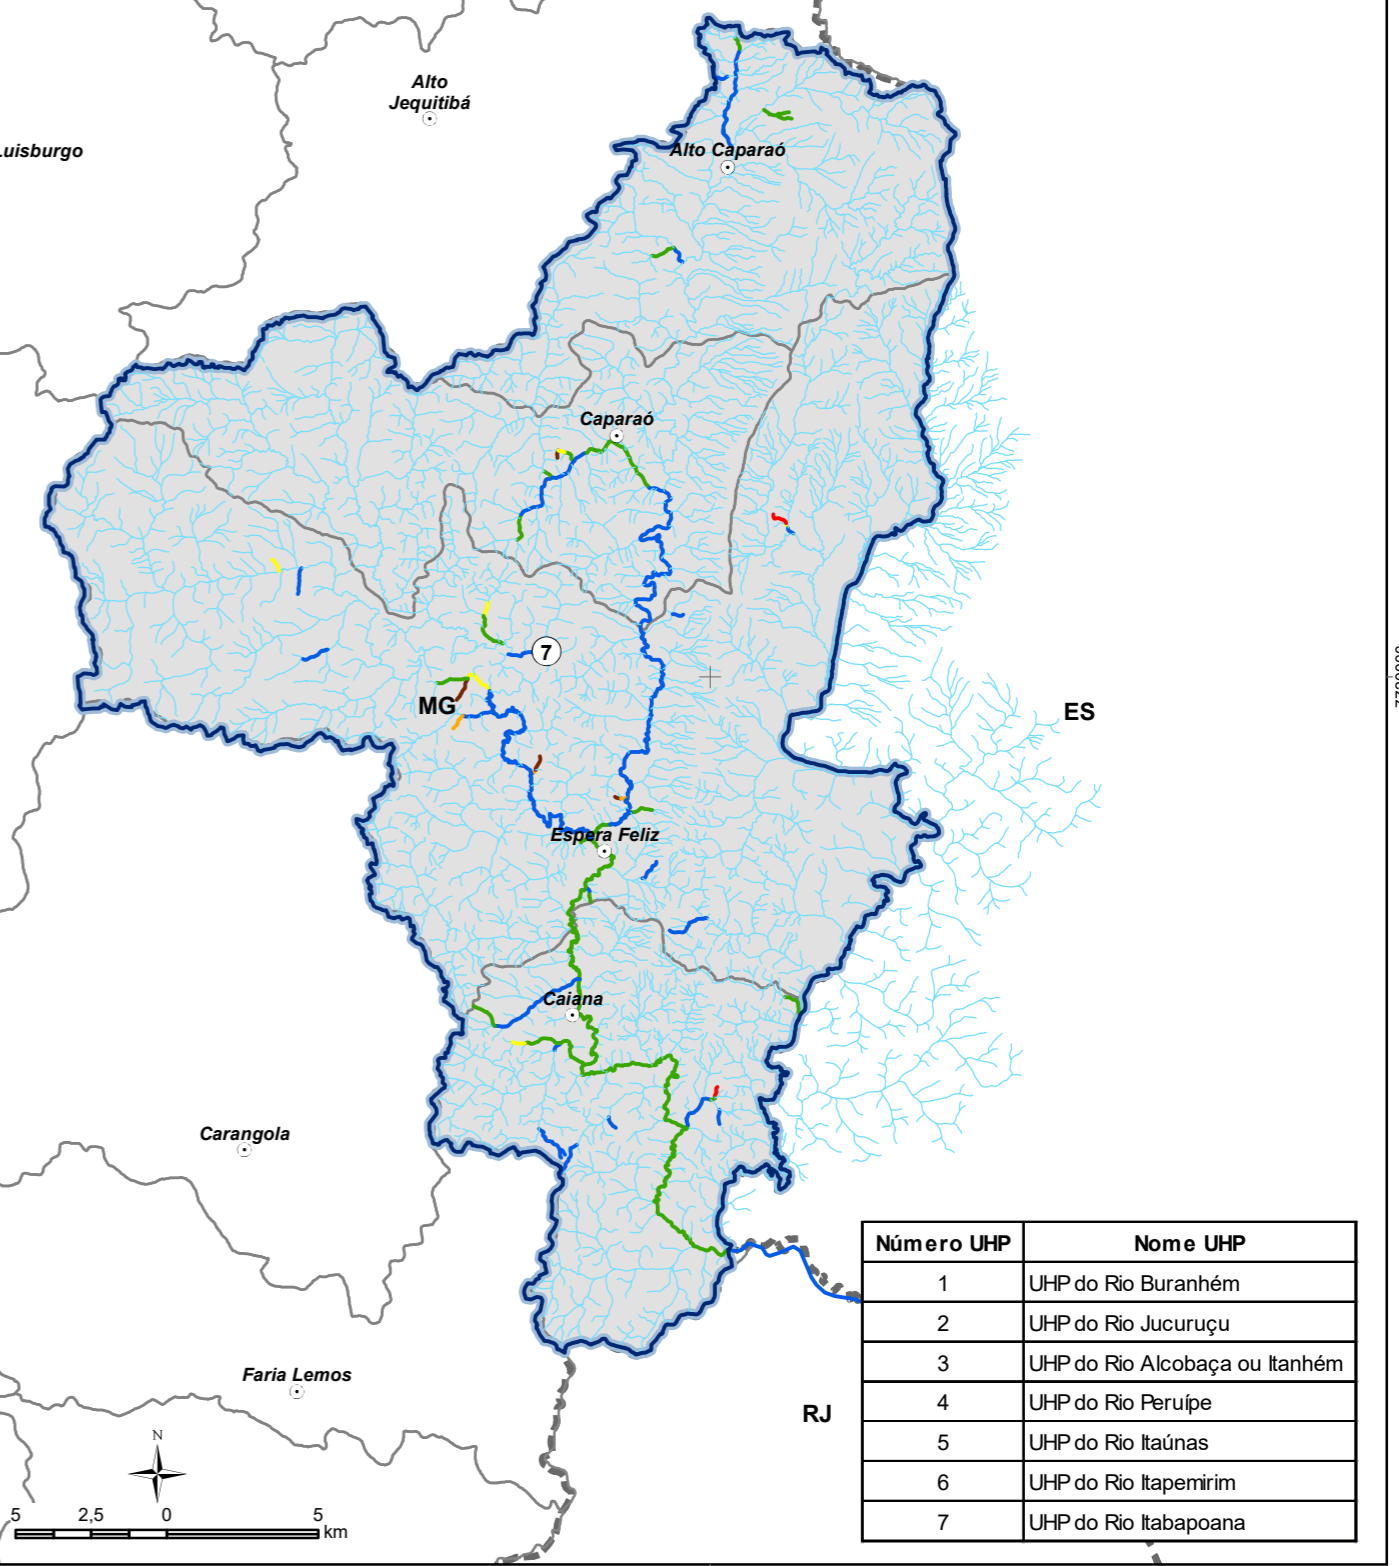 Alto
Jequitibá
Luisburgo
Alto Caparaó
Caparaó
7
MG
ES
Espera Feliz
Caiana
Carangola
Faria Lemos
RJ
N
5 2,5 0 5
km
Número UHP Nome UHP
1 UHP do Rio Buranhém
2 UHP do Rio Jucuruçu
3 UHP do Rio Alcobaça ou Itanhém
4 UHP do Rio Peruípe
5 UHP do Rio Itaúnas
6 UHP do Rio Itapemirim
7 UHP do Rio Itabapoana